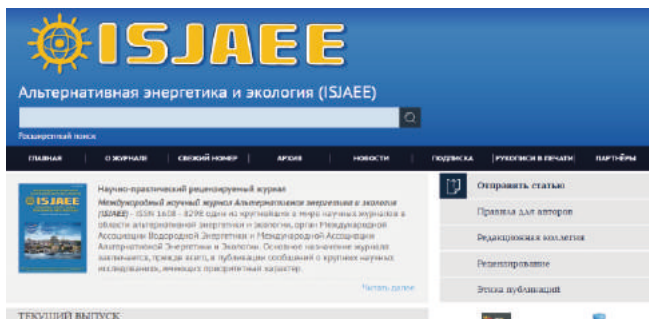 ISJAEE
Альтернативная энергетика и экология (ISJAEE)
Расширенный поиск
ГЛАВНАЯ | О ЖУРНАЛЕ | СВЕЖИЙ НОМЕР | АРХИВ | НОВОСТИ | ПОДПИСКА | РУКОПИСИ В ПЕЧАТИ | ПАРТНЁРЫ
ISJAEE
Научно-практический рецензируемый журнал
Международный научный журнал Альтернативная энергетика и экология
(ISJAEE) - ISSN 1608 - 8298 один из крупнейших в мире научных журналов в
области альтернативной энергетики и экологии, орган Международной
Ассоциации Водородной Энергетики и Международной Ассоциации
Альтернативной Энергетики и Экологии. Основное назначение журнала
заключается, прежде всего, в публикации сообщений о крупных научных
исследованиях, имеющих приоритетный характер.
Читать далее
Отправить статью
Правила для авторов
Редакционная коллегия
Рецензирование
Этика публикаций
ТЕКУЩИЙ ВЫПУСК